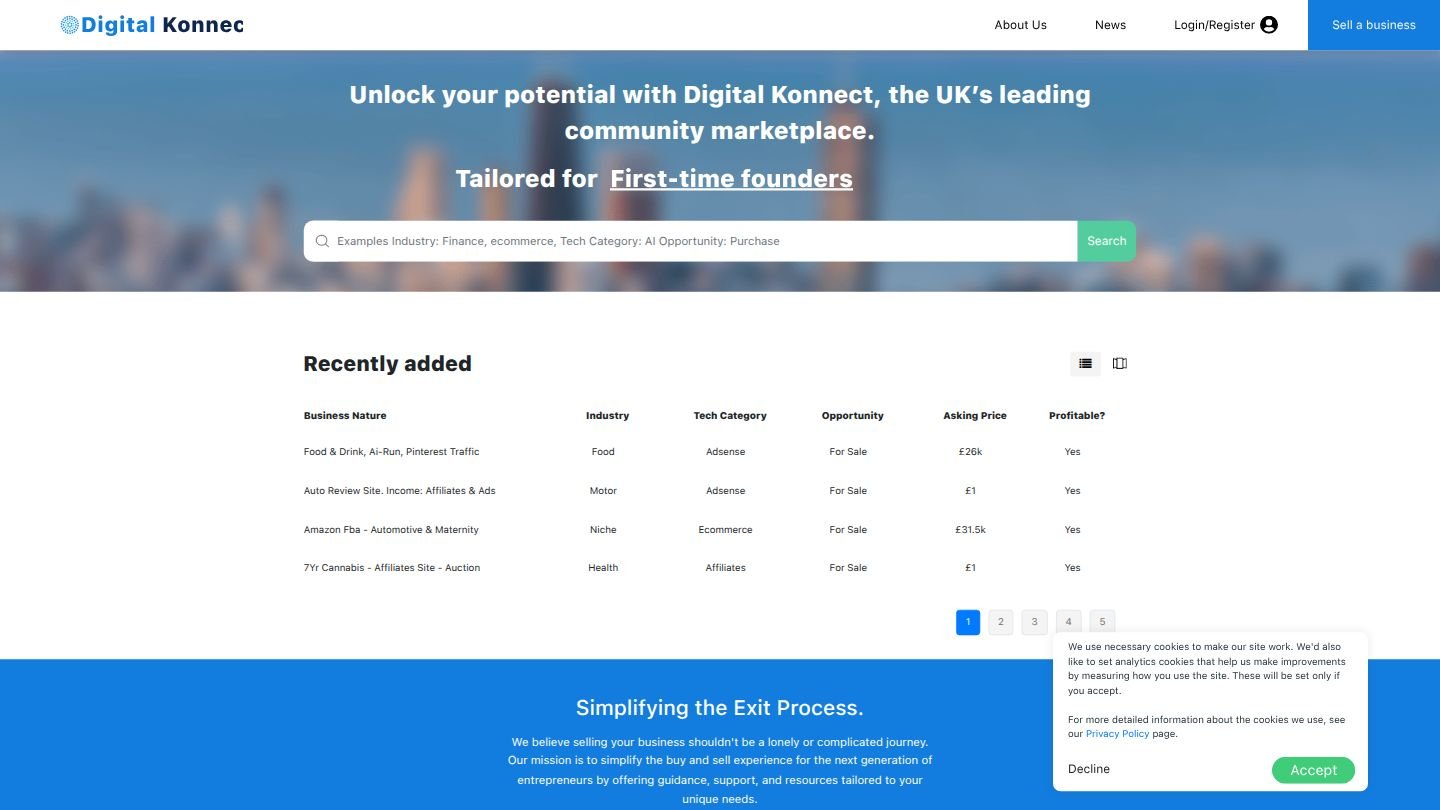 Digital Konnec
About Us
News
Login/Register
Sell a business
Unlock your potential with Digital Konnect, the UK’s leading
community marketplace.
Tailored for First-time founders
Examples Industry: Finance, ecommerce, Tech Category: AI Opportunity: Purchase
Search
Recently added
Business Nature Industry Tech Category Opportunity Asking Price Profitable?
Food & Drink, Ai-Run, Pinterest Traffic Food Adsense For Sale £26k Yes
Auto Review Site. Income: Affiliates & Ads Motor Adsense For Sale £1 Yes
Amazon Fba - Automotive & Maternity Niche Ecommerce For Sale £31.5k Yes
7Yr Cannabis - Affiliates Site - Auction Health Affiliates For Sale £1 Yes
1 2 3 4 5
Simplifying the Exit Process.
We believe selling your business shouldn't be a lonely or complicated journey.
Our mission is to simplify the buy and sell experience for the next generation of
entrepreneurs by offering guidance, support, and resources tailored to your
unique needs.
We use necessary cookies to make our site work. We'd also
like to set analytics cookies that help us make improvements
by measuring how you use the site. These will be set only if
you accept.
For more detailed information about the cookies we use, see
our Privacy Policy page.
Decline
Accept